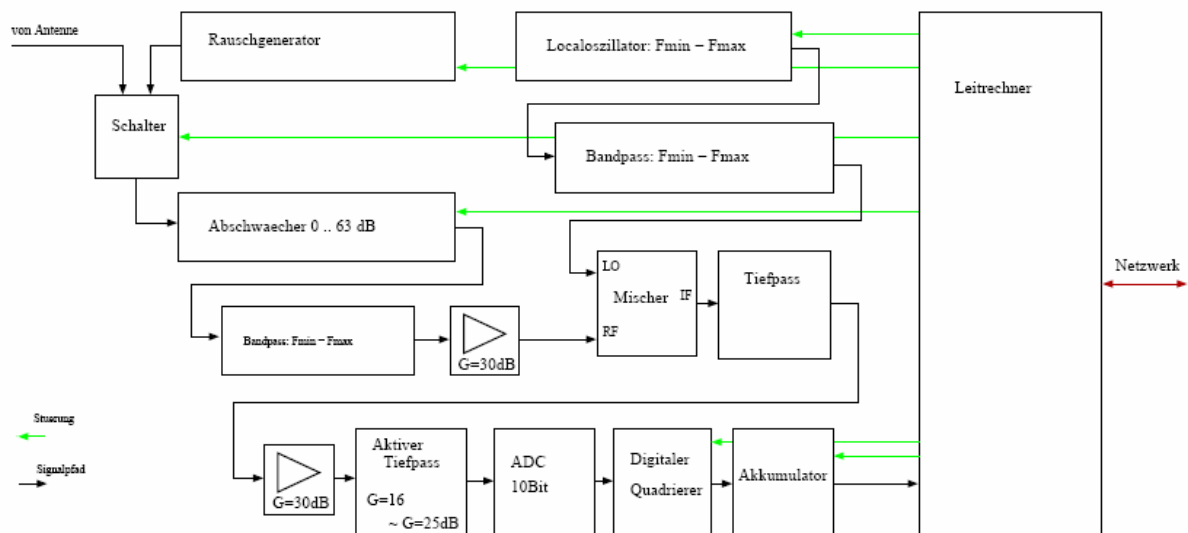 von Antenne
Rauschgenerator
Localoszillator: Fmin – Fmax
Leitrechner
Schalter
Bandpass: Fmin – Fmax
Abschwaecher 0 .. 63 dB
LO
Mischer
IF
RF
Tiefpass
Netzwerk
Bandpass: Fmin – Fmax
G=30dB
Stuerung
Signalpfad
G=30dB
Aktiver
Tiefpass
G=16
~ G=25dB
ADC
10Bit
Digitaler
Quadrierer
Akkumulator